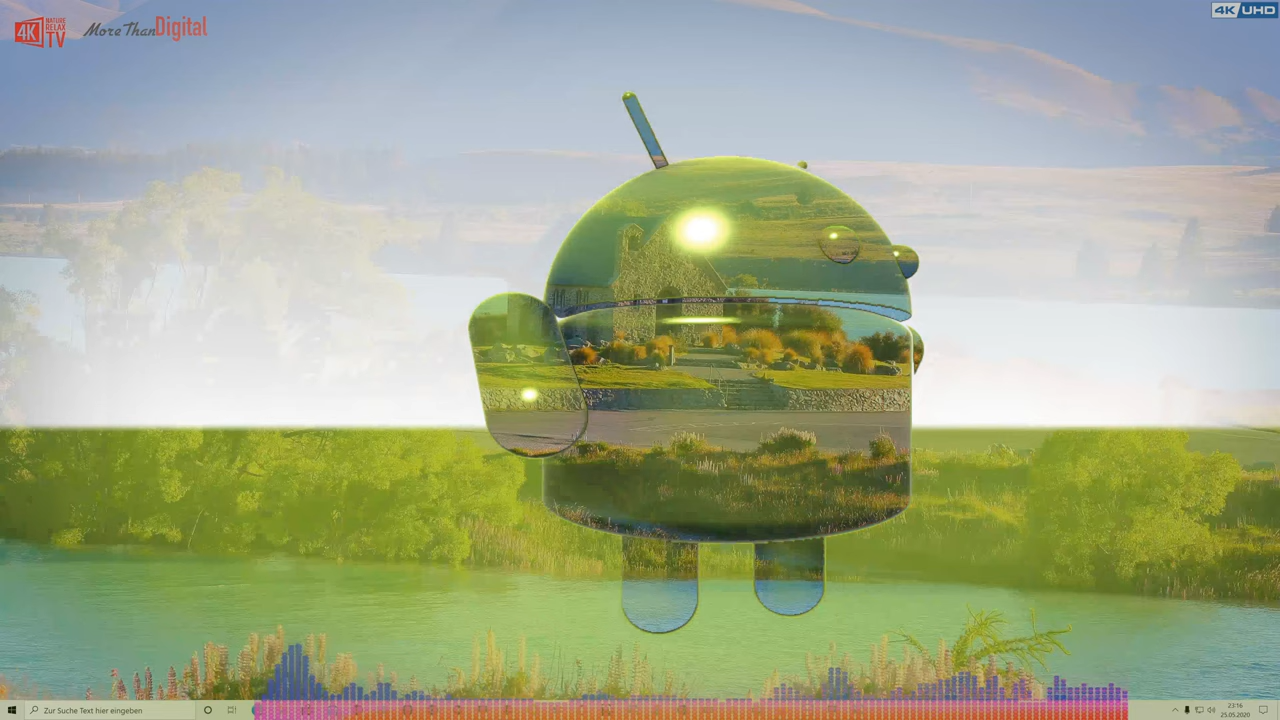 4K NATURE RELAX TV
More Than Digital
4K UHD
Zur Suche Text hier eingeben
23:16
25.05.2020